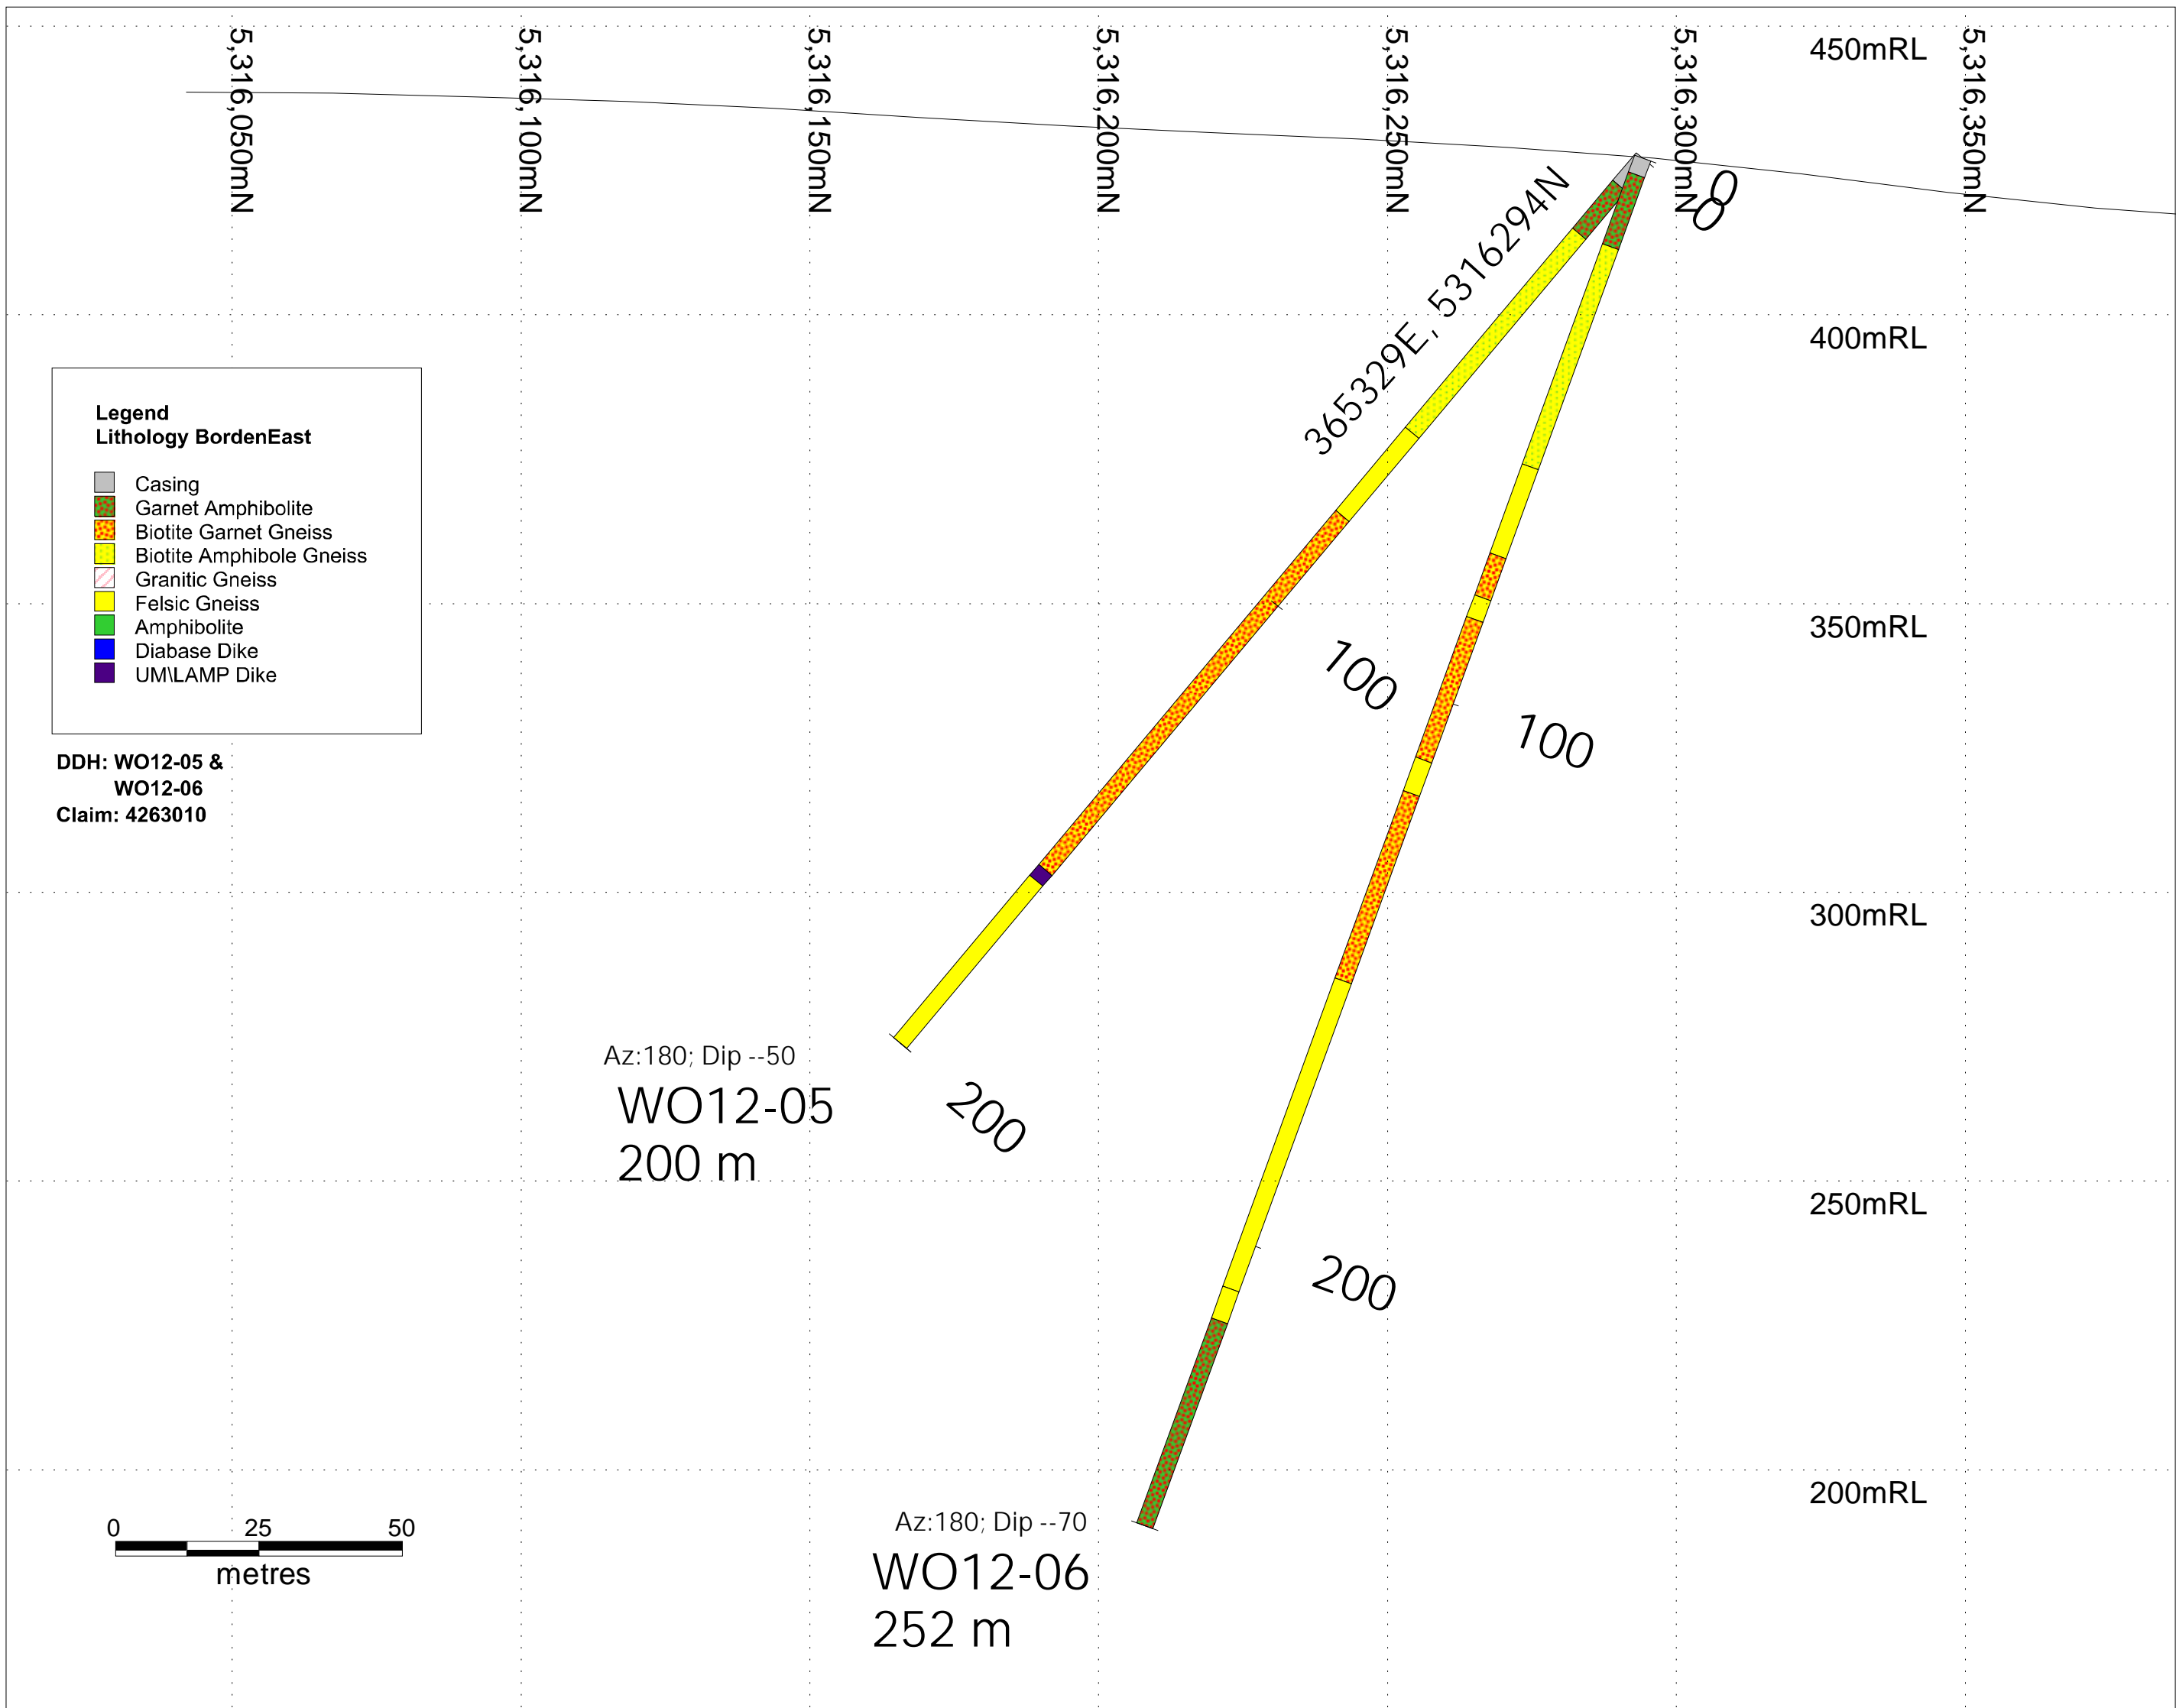 5,316,050mN
5,316,100mN
5,316,150mN
5,316,200mN
5,316,250mN
5,316,300mN
5,316,350mN
450mRL
0
0
365329E, 5316294N
400mRL
Legend
Lithology BordenEast
Casing
Garnet Amphibolite
Biotite Garnet Gneiss
Biotite Amphibole Gneiss
Granitic Gneiss
Felsic Gneiss
Amphibolite
Diabase Dike
UM\LAMP Dike
DDH: WO12-05 &
WO12-06
Claim: 4263010
350mRL
100
100
300mRL
Az:180; Dip --50
WO12-05
200 m
200
250mRL
200
200mRL
Az:180; Dip --70
WO12-06
252 m
0 25 50
metres